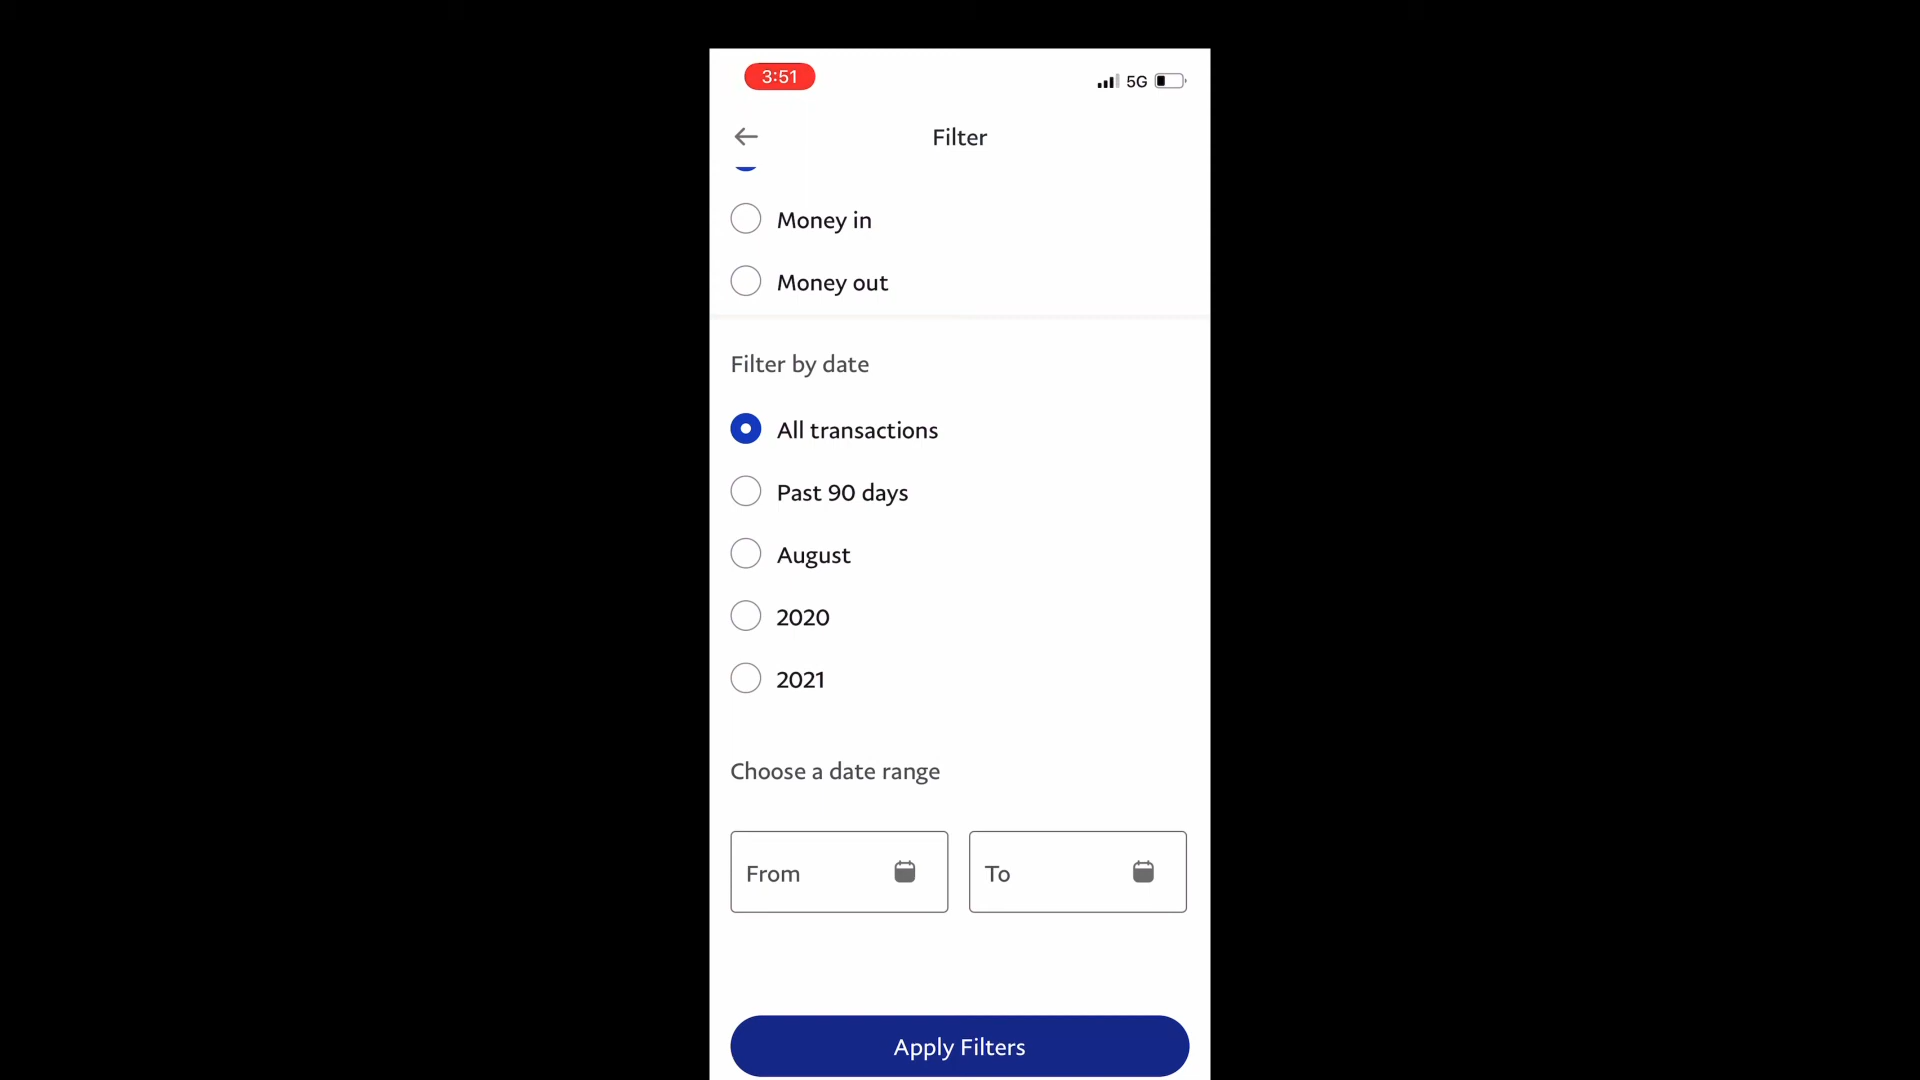 3:51
5G
Filter
Money in
Money out
Filter by date
All transactions
Past 90 days
August
2020
2021
Choose a date range
From
To
Apply Filters